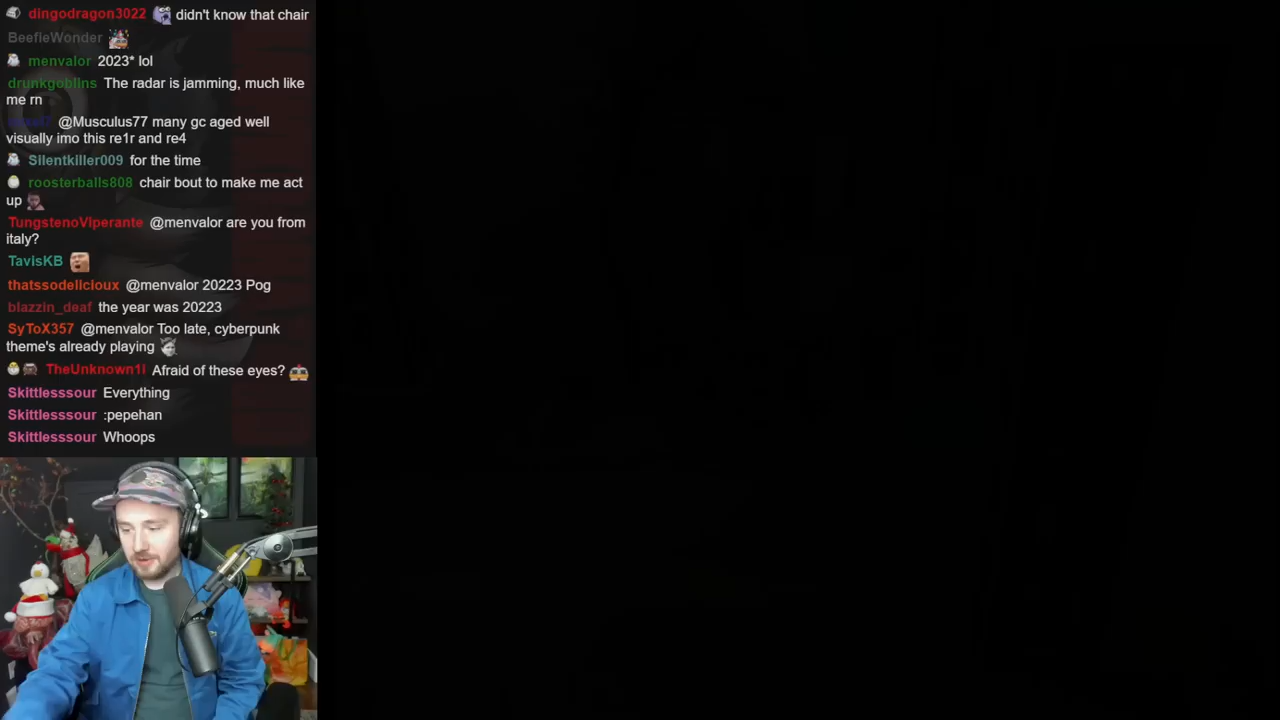 dingodragon3022 didn't know that chair
BeefieWonder
menvalor 2023* lol
drunkgoblins The radar is jamming, much like
me rn
@Musculus77 many gc aged well
visually imo this re1r and re4
Silentkiller009 for the time
roosterballs808 chair bout to make me act
up
TungstenoVIperante @menvalor are you from
italy?
TavisKB
thatssodelicioux @menvalor 20223 Pog
blazzin_deaf the year was 20223
SyToX357 @menvalor Too late, cyberpunk
theme's already playing
TheUnknown1I Afraid of these eyes?
Skittlesssour Everything
Skittlesssour :pepehan
Skittlesssour Whoops